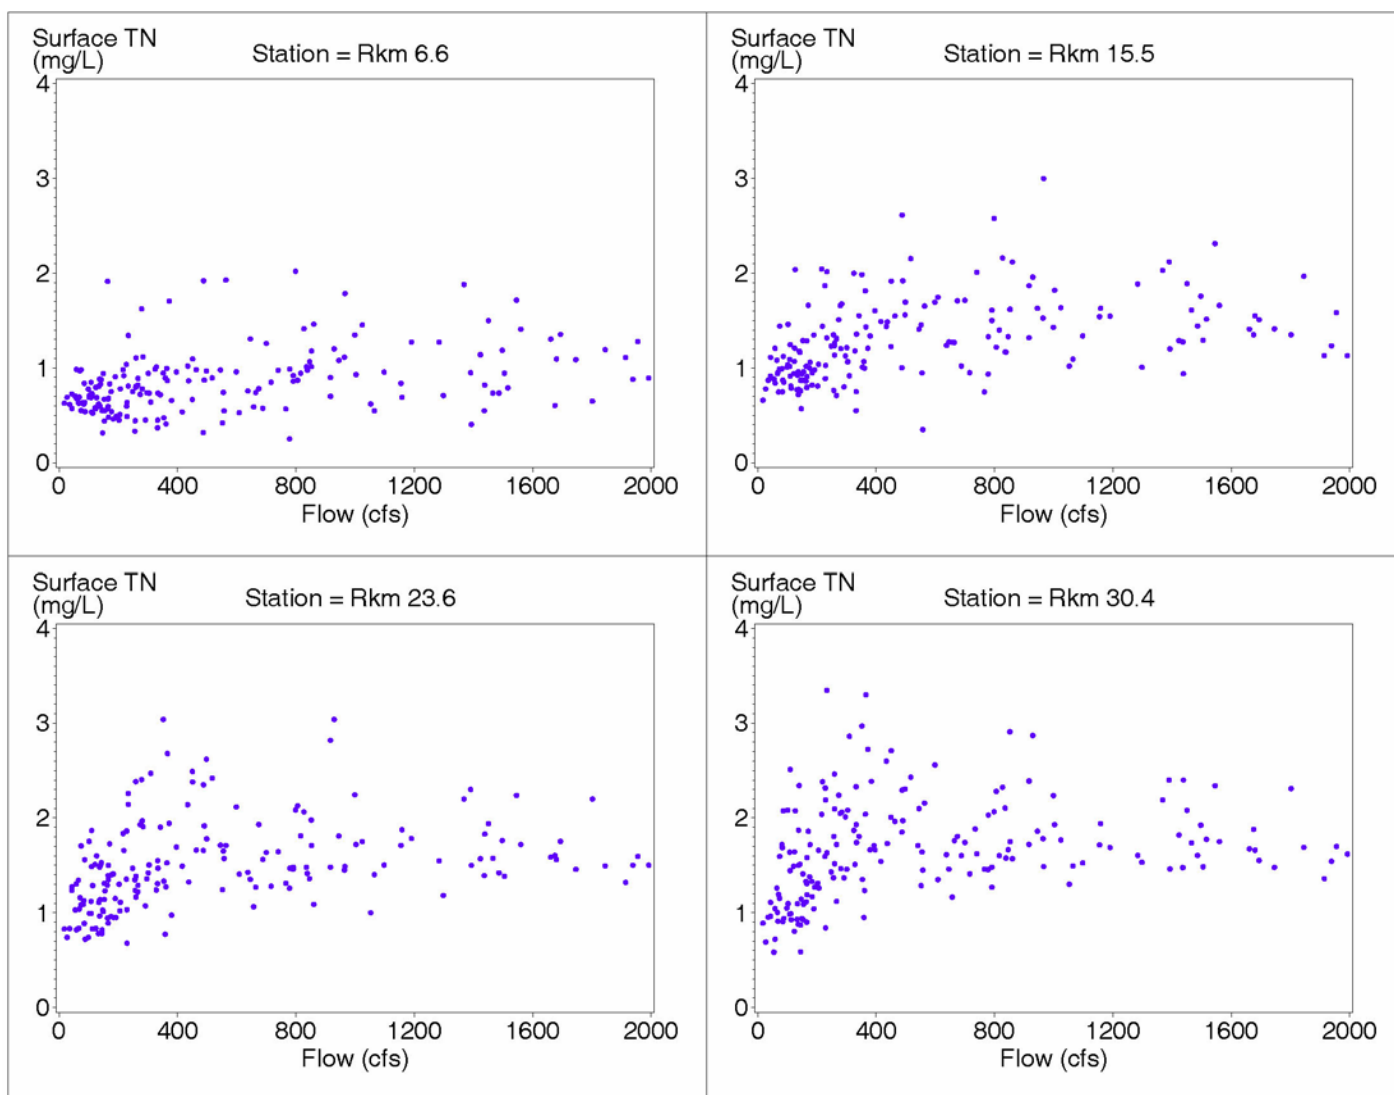 Surface TN
(mg/L)
Station = Rkm 6.6
4
3
2
1
0
0 400 800 1200 1600 2000
Flow (cfs)
Surface TN
(mg/L)
Station = Rkm 15.5
4
3
2
1
0
0 400 800 1200 1600 2000
Flow (cfs)
Surface TN
(mg/L)
Station = Rkm 23.6
4
3
2
1
0
0 400 800 1200 1600 2000
Flow (cfs)
Surface TN
(mg/L)
Station = Rkm 30.4
4
3
2
1
0
0 400 800 1200 1600 2000
Flow (cfs)